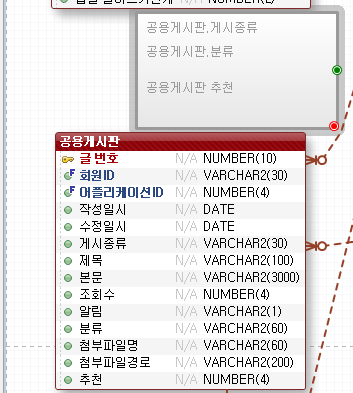 N/A NUMBER(2)
공용게시판,게시종류
공용게시판,분류
공용게시판 추천
공용게시판
글 번호 N/A NUMBER(10)
회원ID N/A VARCHAR2(30)
어플리케이션ID N/A NUMBER(4)
작성일시 N/A DATE
수정일시 N/A DATE
게시종류 N/A VARCHAR2(30)
제목 N/A VARCHAR2(100)
본문 N/A VARCHAR2(3000)
조회수 N/A NUMBER(4)
알림 N/A VARCHAR2(1)
분류 N/A VARCHAR2(60)
첨부파일명 N/A VARCHAR2(60)
첨부파일경로 N/A VARCHAR2(200)
추천 N/A NUMBER(4)